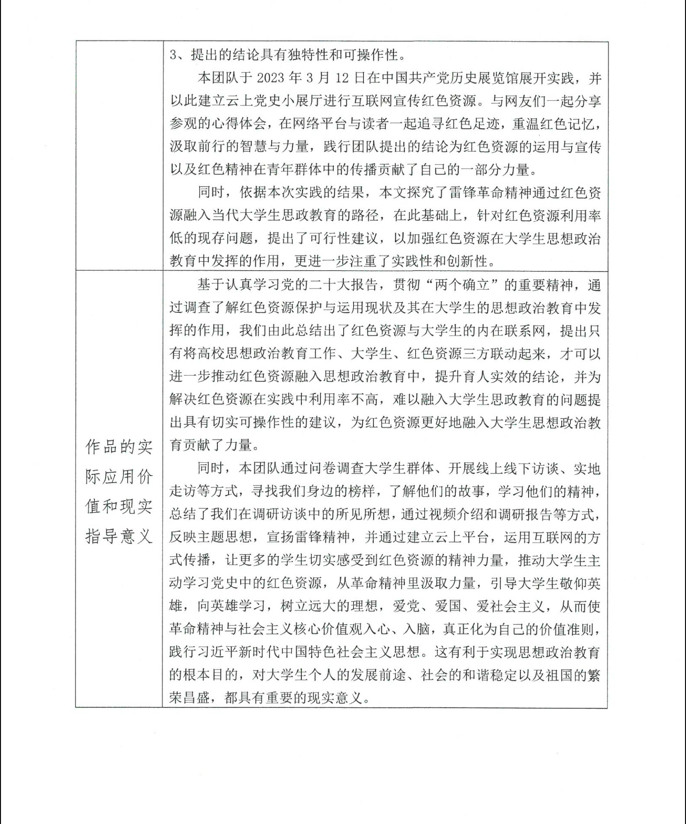 3、提出的结论具有独特性和可操作性。
本团队于 2023 年 3 月 12 日在中国共产党历史展览馆展开实践，并
以此建立云上党史小展厅进行互联网宣传红色资源。与网友们一起分享
参观的心得体会，在网络平台与读者一起追寻红色足迹，重温红色记忆，
汲取前行的智慧与力量，践行团队提出的结论为红色资源的运用与宣传
以及红色精神在青年群体中的传播贡献了自己的一部分力量。
同时，依据本次实践的结果，本文探究了雷锋革命精神通过红色资
源融入当代大学生思政教育的路径，在此基础上，针对红色资源利用率
低的现存问题，提出了可行性建议，以加强红色资源在大学生思想政治
教育中发挥的作用，更进一步注重了实践性和创新性。
作品的实
际应用价
值和现实
指导意义
基于认真学习党的二十大报告，贯彻“两个确立”的重要精神，通
过调查了解红色资源保护与运用现状及其在大学生的思想政治教育中发
挥的作用，我们由此总结出了红色资源与大学生的内在联系网，提出只
有将高校思想政治教育工作、大学生、红色资源三方联动起来，才可以
进一步推动红色资源融入思想政治教育中，提升育人实效的结论，并为
解决红色资源在实践中利用率不高，难以融入大学生思政教育的问题提
出具有切实可操作性的建议，为红色资源更好地融入大学生思想政治教
育贡献了力量。
同时，本团队通过问卷调查大学生群体、开展线上线下访谈、实地
走访等方式，寻找我们身边的榜样，了解他们的故事，学习他们的精神，
总结了我们在调研访谈中的所见所想，通过视频介绍和调研报告等方式，
反映主题思想，宣扬雷锋精神，并通过建立云上平台，运用互联网的方
式传播，让更多的学生切实感受到红色资源的精神力量，推动大学生主
动学习党史中的红色资源，从革命精神里汲取力量，引导大学生敬仰英
雄，向英雄学习，树立远大的理想，爱党、爱国、爱社会主义，从而使
革命精神与社会主义核心价值观入心、入脑，真正化为自己的价值准则，
践行习近平新时代中国特色社会主义思想。这有利于实现思想政治教育
的根本目的，对大学生个人的发展前途、社会的和谐稳定以及祖国的繁
荣昌盛，都具有重要的现实意义。